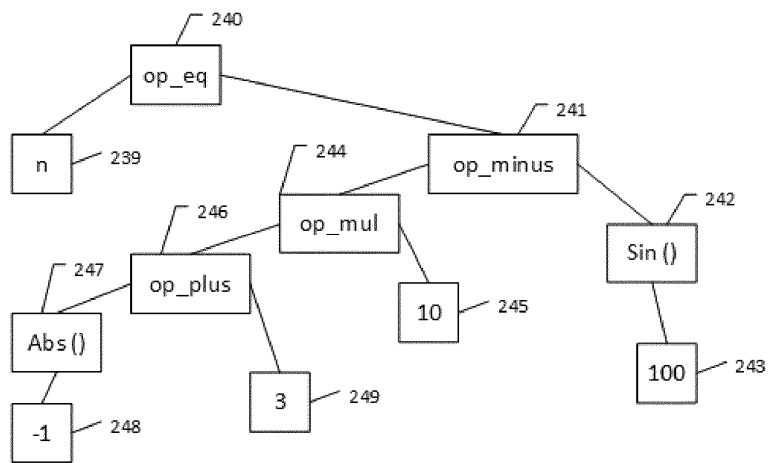 240
op_eq
241
n
239
244
op_minus
246
op_mul
242
247
op_plus
Sin ()
10
245
Abs ()
3
249
100
243
-1
248